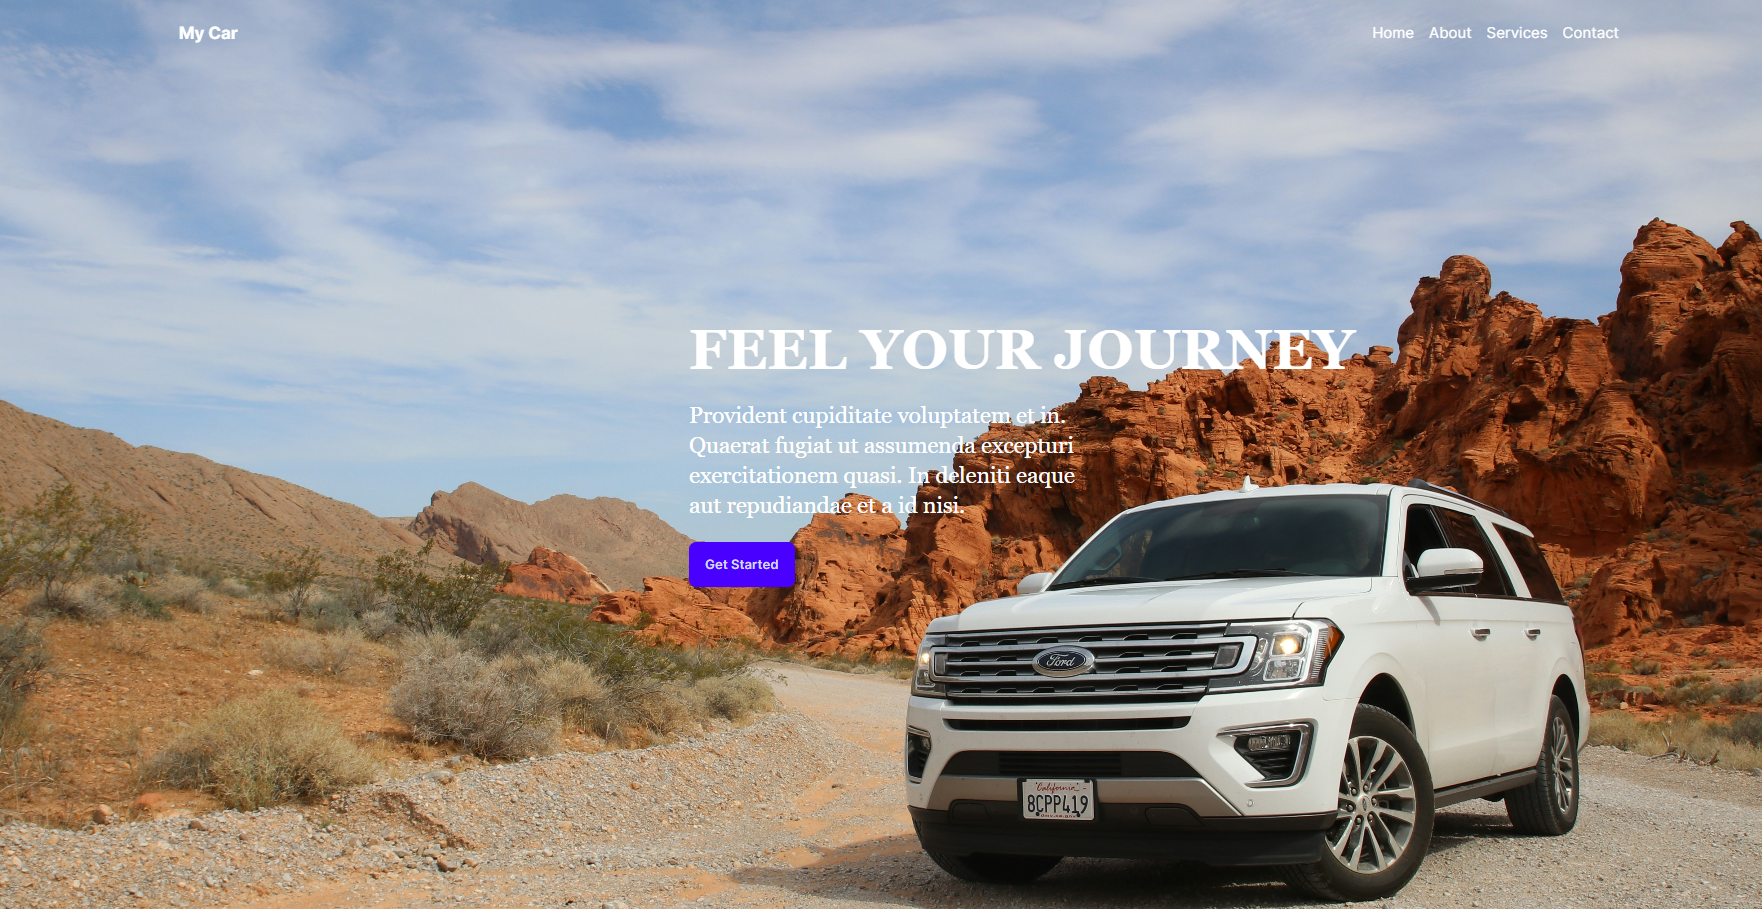 My Car
Home About Services Contact
FEEL YOUR JOURNEY
Provident cupiditate voluptatem et in.
Quaerat fugiat ut assumenda excepturi
exercitationem quasi. In deleniti eaque
aut repudiandae et a id nisi.
Get Started
Ford
California
8CPP419